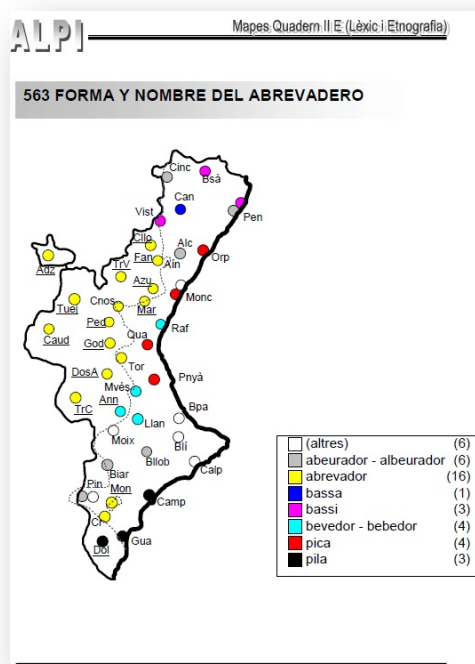 ALPI
Mapes Quadern II E (Lèxic i Etnografia)
563 FORMA Y NOMBRE DEL ABREVADERO
Cinc
Bsà
Can
Pen
Vist
Cllo
Alc
Orp
Fan
Aín
Adz
TrV
Azu
Monc
Tuej
Cnos
Mar
Ped
Raf
Caud
God
Qua
Tor
DosA
Pnyà
Mvés
Ann
TrC
Llan
Bpa
Moix
Blí
Bllob
Calp
Biar
Pin
Mon
Camp
Cr
Gua
Dol
(altres) (6)
abeurador - albeurador (6)
abrevador (16)
bassa (1)
bassi (3)
bevedor - bebedor (4)
pica (4)
pila (3)